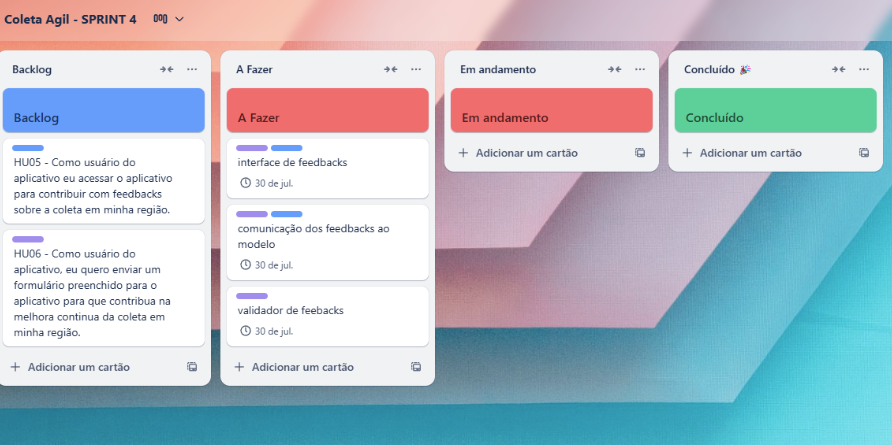 Coleta Agil - SPRINT 4
Backlog
Backlog
HU05 - Como usuário do
aplicativo eu acessar o aplicativo
para contribuir com feedbacks
sobre a coleta em minha região.
HU06 - Como usuário do
aplicativo, eu quero enviar um
formulário preenchido para o
aplicativo para que contribua na
melhora continua da coleta em
minha região.
Adicionar um cartão
A Fazer
A Fazer
interface de feedbacks
30 de jul.
comunicação dos feedbacks ao
modelo
30 de jul.
validador de feebacks
30 de jul.
Adicionar um cartão
Em andamento
Em andamento
Adicionar um cartão
Concluído 🎉
Concluído
Adicionar um cartão